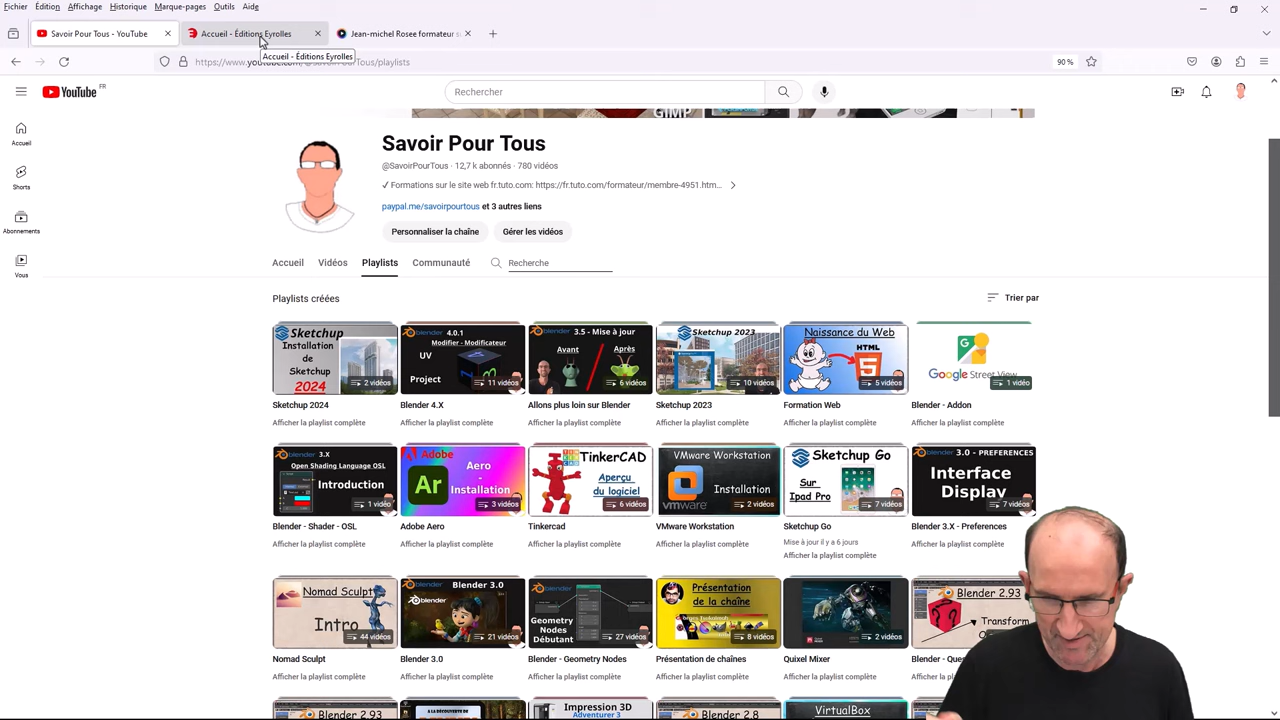 Fichier Édition Affichage Historique Marque-pages Outils Aide
Savoir Pour Tous - YouTube
Accueil - Éditions Eyrolles
Jean-michel Rosee formateur s
Accueil - Éditions Eyrolles
https://www.youtube.com/@SavoirPourTous/playlists
90 %
YouTube FR
Rechercher
GIMP
Accueil
Shorts
Abonnements
Vous
Savoir Pour Tous
@SavoirPourTous · 12,7 k abonnés · 780 vidéos
✓ Formations sur le site web fr.tuto.com: https://fr.tuto.com/formateur/membre-4951.htm...
paypal.me/savoirpourtous et 3 autres liens
Personnaliser la chaîne
Gérer les vidéos
Accueil Vidéos Playlists Communauté
Recherche
Playlists créées
Trier par
Sketchup
Installation
de
Sketchup
2024
2 vidéos
blender 4.0.1
Modifier - Modificateur
UV
Project
11 vidéos
3.5 - Mise à jour
Avant
Après
6 vidéos
Sketchup 2023
10 vidéos
Naissance du Web
HTML
5
5 vidéos
Google Street View
1 vidéo
Sketchup 2024
Blender 4.X
Allons plus loin sur Blender
Sketchup 2023
Formation Web
Blender - Addon
Afficher la playlist complète
Afficher la playlist complète
Afficher la playlist complète
Afficher la playlist complète
Afficher la playlist complète
Afficher la playlist complète
blender 3.X
Open Shading Language OSL
Introduction
1 vidéo
Adobe
Ar
Aero -
Installation
3 vidéos
TinkerCAD
Aperçu
du logiciel
6 vidéos
VMware Workstation
Installation
vmware
2 vidéos
Sketchup Go
Sur
Ipad Pro
7 vidéos
blender 3.0 - PREFERENCES
Interface
Display
7 vidéos
Blender - Shader - OSL
Adobe Aero
Tinkercad
VMware Workstation
Sketchup Go
Blender 3.X - Preferences
Mise à jour il y a 6 jours
Afficher la playlist complète
Afficher la playlist complète
Afficher la playlist complète
Afficher la playlist complète
Afficher la playlist complète
Afficher la playlist complète
Nomad Sculpt
Intro
44 vidéos
Blender 3.0
blender
21 vidéos
Geometry
Nodes
Débutant
27 vidéos
Présentation
de la chaîne
8 vidéos
2 vidéos
Blender 2.93
Transform
Nomad Sculpt
Blender 3.0
Blender - Geometry Nodes
Présentation de chaînes
Quixel Mixer
Afficher la playlist complète
Afficher la playlist complète
Afficher la playlist complète
Afficher la playlist complète
Afficher la playlist complète
Blender 2.93
A LA DÉCOUVERTE DE
Impression 3D
Adventurer 3
Blender 2.8
VirtualBox